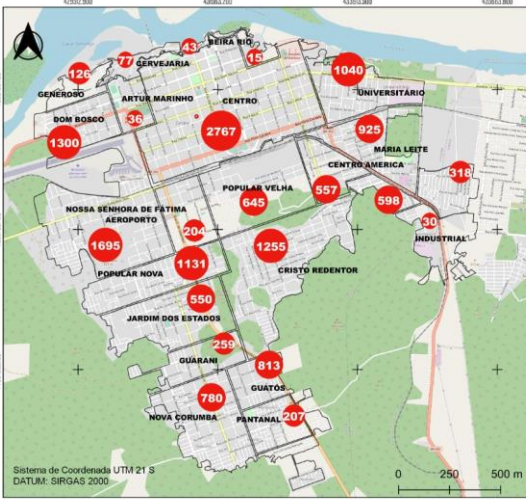 43
BEIRA RIO
77
15
CERVEJARIA
126
1040
GENEROSO
ARTUR MARINHO
CENTRO
UNIVERSITÁRIO
DOM BOSCO
36
2767
925
1300
MARIA LEITE
CENTRO AMERICA
318
POPULAR VELHA
557
645
598
NOSSA SENHORA DE FÁTIMA
AEROPORTO
204
30
1695
1255
INDUSTRIAL
1131
CRISTO REDENTOR
POPULAR NOVA
550
JARDIM DOS ESTADOS
259
GUARANI
813
GUATÓS
780
207
NOVA CORUMBA
PANTANAL
Sistema de Coordenada UTM 21 S
DATUM: SIRGAS 2000
0 250 500 m